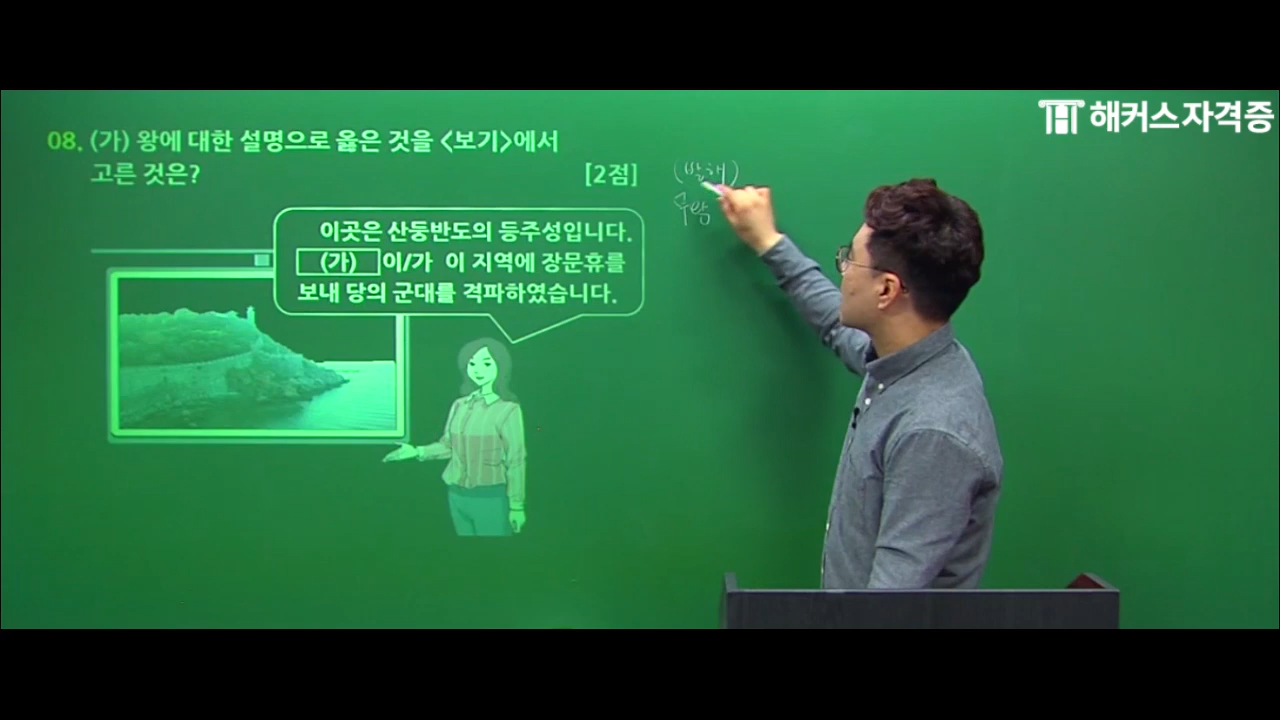 해커스자격증
08. (가) 왕에 대한 설명으로 옳은 것을 <보기>에서
고른 것은? [2점]
이곳은 산둥반도의 등주성입니다.
(가) 이/가 이 지역에 장문휴를
보내 당의 군대를 격파하였습니다.
(발해)